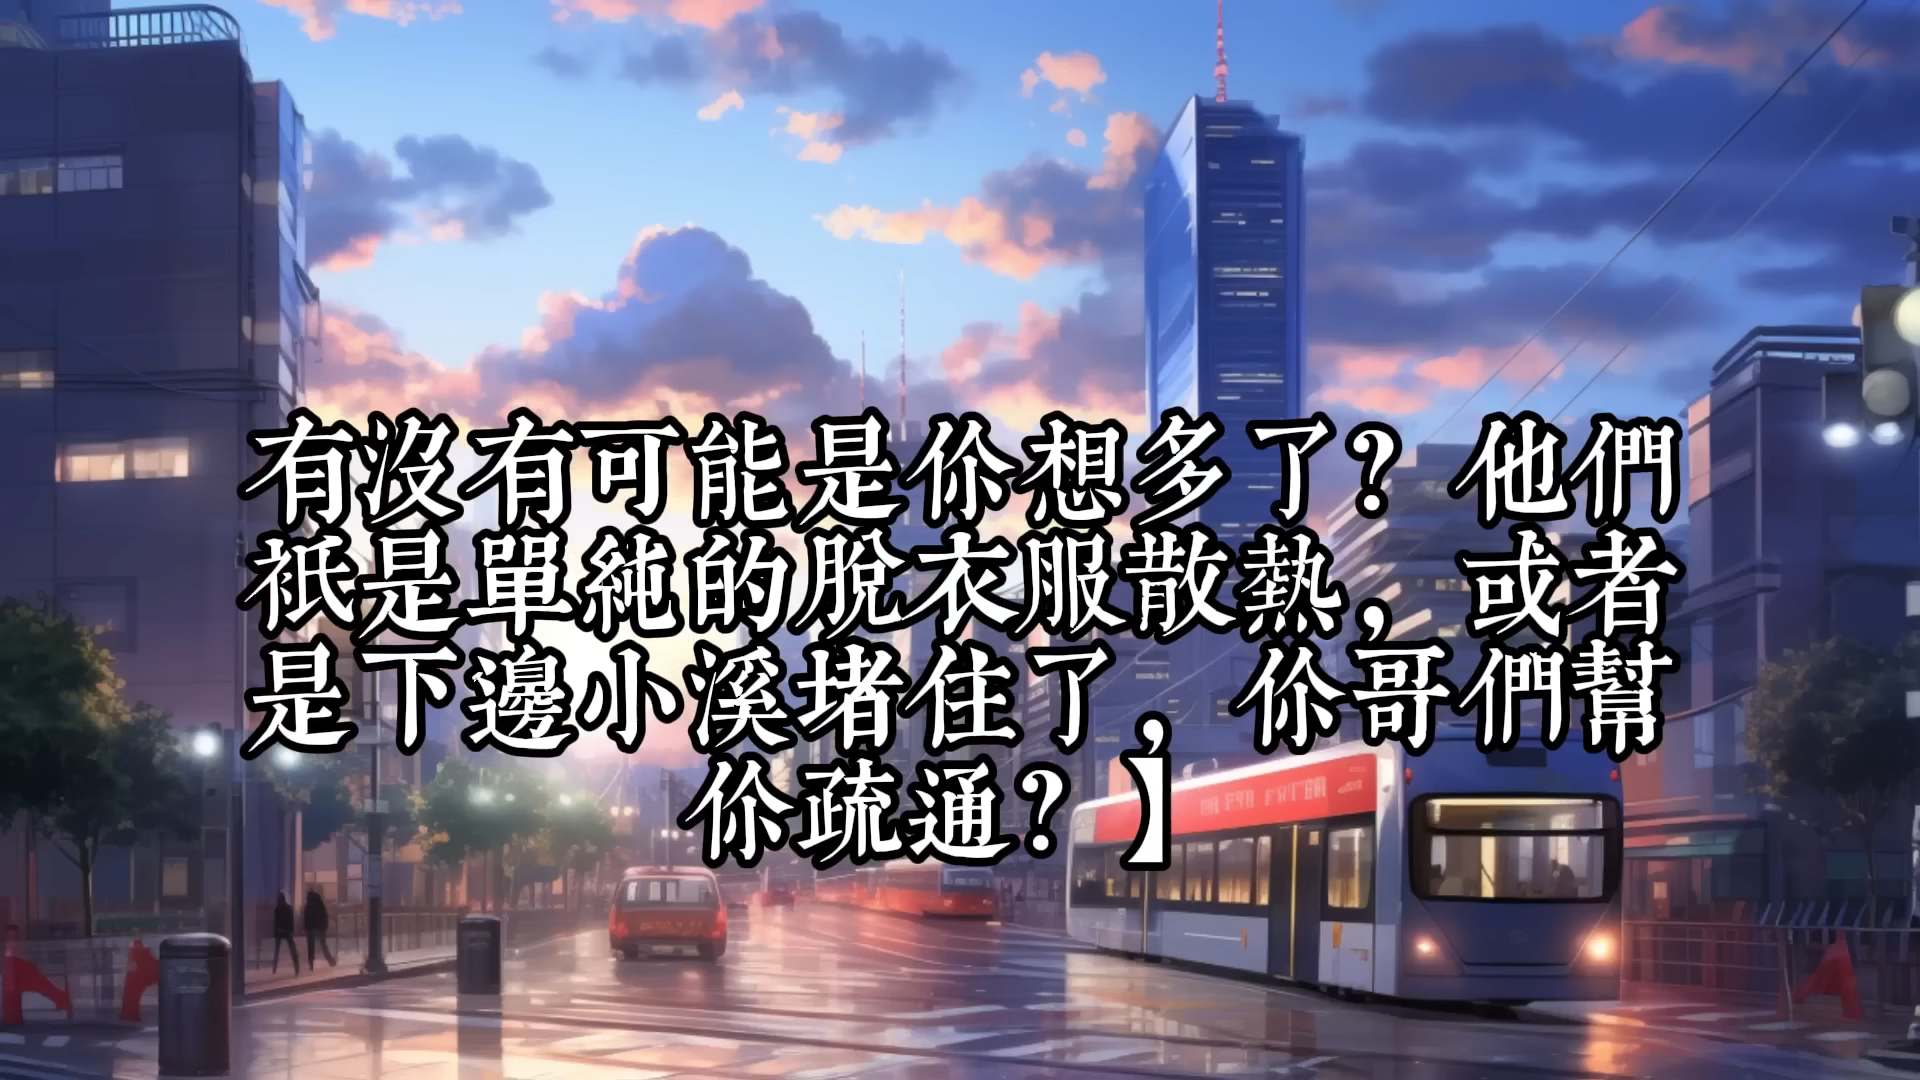 有沒有可能是你想多了？他們
衹是單純的脫衣服散熱，或者
是下邊小溪堵住了，你哥們幫
你疏通？】